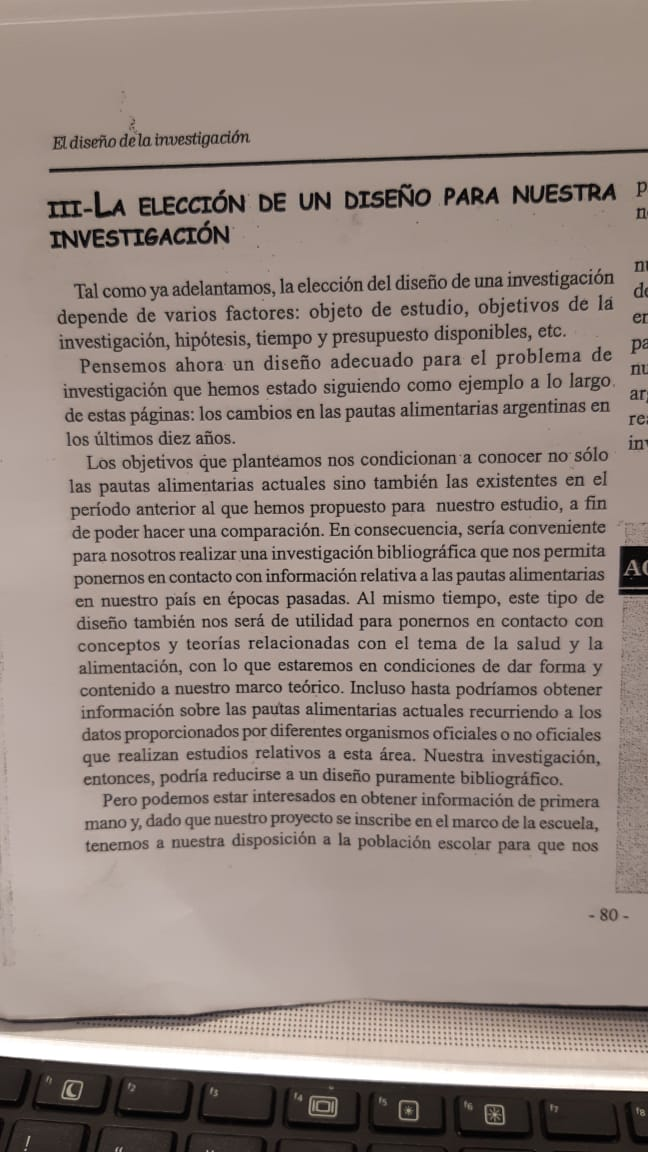 El diseño de la investigación
III-LA ELECCIÓN DE UN DISEÑO PARA NUESTRA
INVESTIGACIÓN
Tal como ya adelantamos, la elección del diseño de una investigación
depende de varios factores: objeto de estudio, objetivos de la
investigación, hipótesis, tiempo y presupuesto disponibles, etc.
Pensemos ahora un diseño adecuado para el problema de
investigación que hemos estado siguiendo como ejemplo a lo largo
de estas páginas: los cambios en las pautas alimentarias argentinas en
los últimos diez años.
Los objetivos que planteamos nos condicionan a conocer no sólo
las pautas alimentarias actuales sino también las existentes en el
período anterior al que hemos propuesto para nuestro estudio, a fin
de poder hacer una comparación. En consecuencia, sería conveniente
para nosotros realizar una investigación bibliográfica que nos permita
ponernos en contacto con información relativa a las pautas alimentarias
en nuestro país en épocas pasadas. Al mismo tiempo, este tipo de
diseño también nos será de utilidad para ponernos en contacto con
conceptos y teorías relacionadas con el tema de la salud y la
alimentación, con lo que estaremos en condiciones de dar forma y
contenido a nuestro marco teórico. Incluso hasta podríamos obtener
información sobre las pautas alimentarias actuales recurriendo a los
datos proporcionados por diferentes organismos oficiales o no oficiales
que realizan estudios relativos a esta área. Nuestra investigación,
entonces, podría reducirse a un diseño puramente bibliográfico.
Pero podemos estar interesados en obtener información de primera
mano y, dado que nuestro proyecto se inscribe en el marco de la escuela,
tenemos a nuestra disposición a la población escolar para que nos
- 80 -
f1
f2
f3
f4
f5
f6
f7
f8
!
"